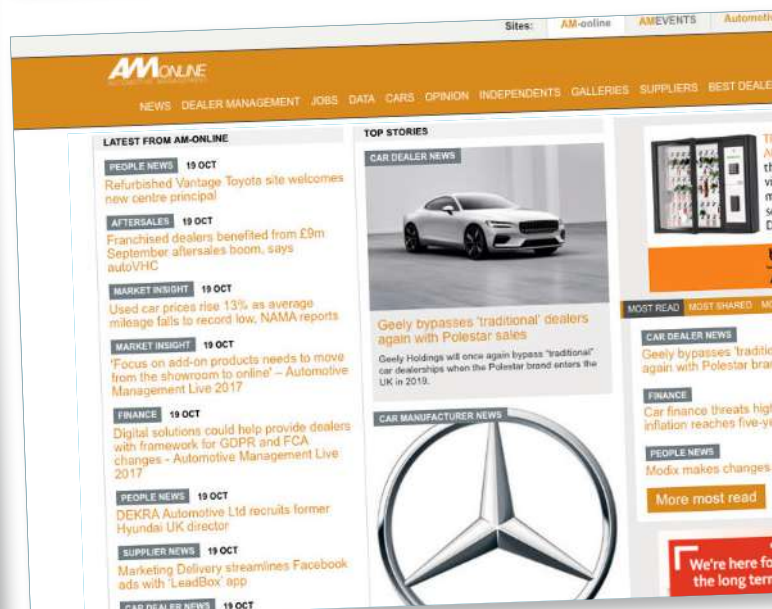 Sites: AM-online AMEVENTS
AM ONLINE
AUTOMOTIVE MANAGEMENT
NEWS DEALER MANAGEMENT JOBS DATA CARS OPINION INDEPENDENTS GALLERIES SUPPLIERS BEST
LATEST FROM AM-ONLINE
PEOPLE NEWS 19 OCT
Refurbished Vantage Toyota site welcomes
new centre principal
AFTERSALES 19 OCT
Franchised dealers benefited from £9m
September aftersales boom, says
autoVHC
MARKET INSIGHT 19 OCT
Used car prices rise 13% as average
mileage falls to record low, NAMA reports
MARKET INSIGHT 19 OCT
'Focus on add-on products needs to move
from the showroom to online' – Automotive
Management Live 2017
FINANCE 19 OCT
Digital solutions could help provide dealers
with framework for GDPR and FCA
changes - Automotive Management Live
2017
PEOPLE NEWS 19 OCT
DEKRA Automotive Ltd recruits former
Hyundai UK director
SUPPLIER NEWS 19 OCT
Marketing Delivery streamlines Facebook
ads with 'LeadBox' app
CAR DEALER NEWS 19 OCT
TOP STORIES
CAR DEALER NEWS
Geely bypasses 'traditional' dealers
again with Polestar sales
Geely Holdings will once again bypass "traditional"
car dealerships when the Polestar brand enters the
UK in 2019.
CAR MANUFACTURER NEWS
MOST READ MOST SHARED
CAR DEALER NEWS
Geely bypasses
again with Polestar
FINANCE
Car finance threats
inflation reaches
PEOPLE NEWS
Modix makes changes
More most read
We're here
the long term